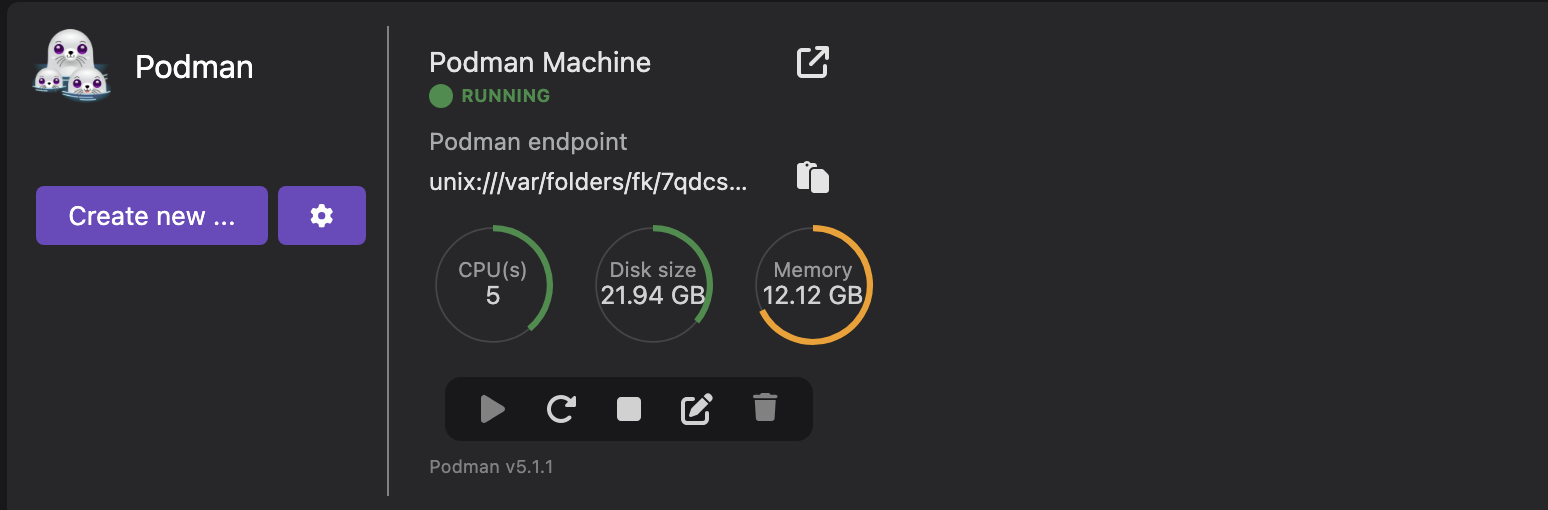 Podman
Create new ...
Podman Machine
RUNNING
Podman endpoint
unix:///var/folders/fk/7qdcs...
CPU(s)
5
Disk size
21.94 GB
Memory
12.12 GB
Podman v5.1.1